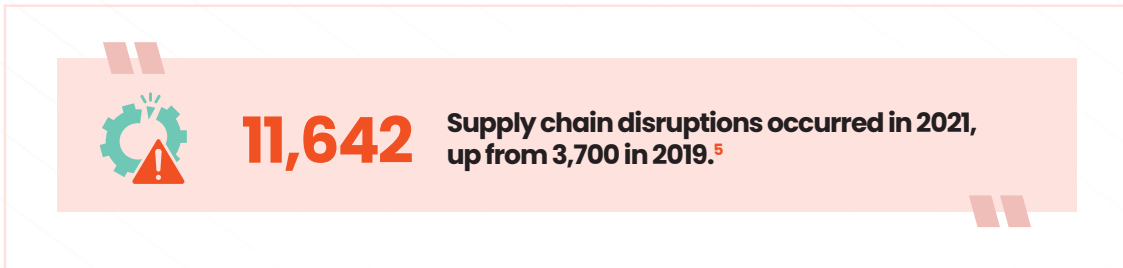 11,642
Supply chain disruptions occurred in 2021,
up from 3,700 in 2019.5